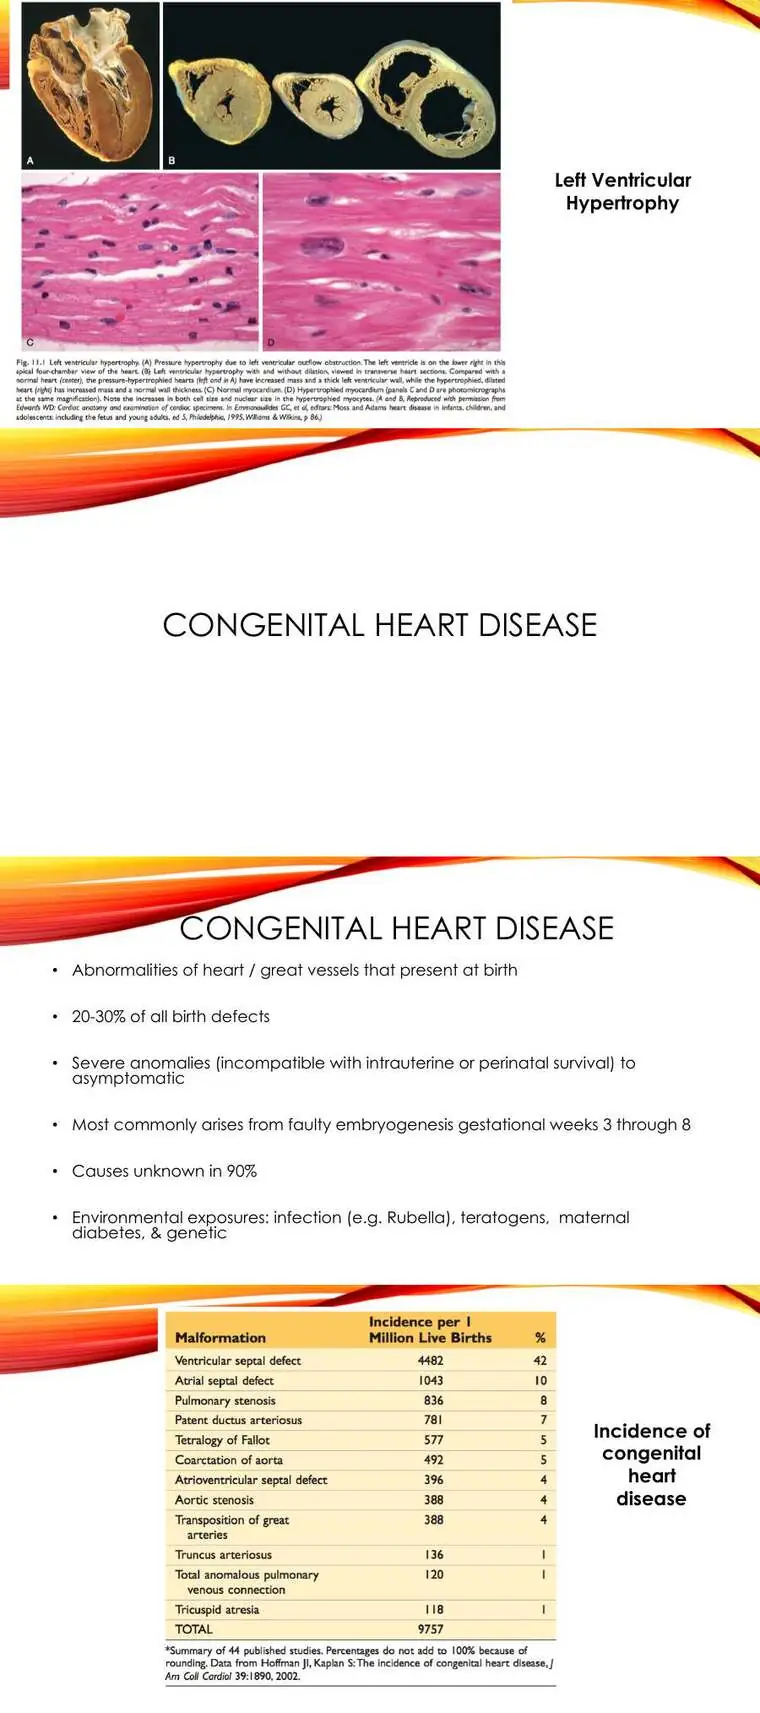 A
B
C
D
Left Ventricular
Hypertrophy
Fig. 11.1 Left ventricular hypertrophy. (A) Pressure hypertrophy due to left ventricular outflow obstruction. The left ventricle is on the lower right in this
apical four-chamber view of the heart. (B) Left ventricular hypertrophy with and without dilation, viewed in transverse heart sections. Compared with a
normal heart (center), the pressure-hypertrophied hearts (left and in A) have increased mass and a thick left ventricular wall, while the hypertrophied, dilated
heart (right) has increased mass and a normal wall thickness. (C) Normal myocardium. (D) Hypertrophied myocardium (panels C and D are photomicrographs
at the same magnification). Note the increases in both cell size and nuclear size in the hypertrophied myocytes. (A and B, Reproduced with permission from
Edwards WD: Cardiac anatomy and examination of cardiac specimens. In Emmanouilides GC, et al, editors: Moss and Adams heart disease in infants, children, and
adolescents: including the fetus and young adults, ed 5, Philadelphia, 1995, Williams & Wilkins, p 86.)
CONGENITAL HEART DISEASE
CONGENITAL HEART DISEASE
• Abnormalities of heart / great vessels that present at birth
• 20-30% of all birth defects
• Severe anomalies (incompatible with intrauterine or perinatal survival) to
asymptomatic
• Most commonly arises from faulty embryogenesis gestational weeks 3 through 8
• Causes unknown in 90%
• Environmental exposures: infection (e.g. Rubella), teratogens, maternal
diabetes, & genetic
Incidence per 1
Malformation Million Live Births %
Ventricular septal defect 4482 42
Atrial septal defect 1043 10
Pulmonary stenosis 836 8
Patent ductus arteriosus 781 7
Tetralogy of Fallot 577 5
Coarctation of aorta 492 5
Atrioventricular septal defect 396 4
Aortic stenosis 388 4
Transposition of great 388 4
arteries
Truncus arteriosus 136 1
Total anomalous pulmonary 120 1
venous connection
Tricuspid atresia 118 1
TOTAL 9757
*Summary of 44 published studies. Percentages do not add to 100% because of
rounding. Data from Hoffman JI, Kaplan S: The incidence of congenital heart disease, J
Am Coll Cardiol 39:1890, 2002.
Incidence of
congenital
heart
disease